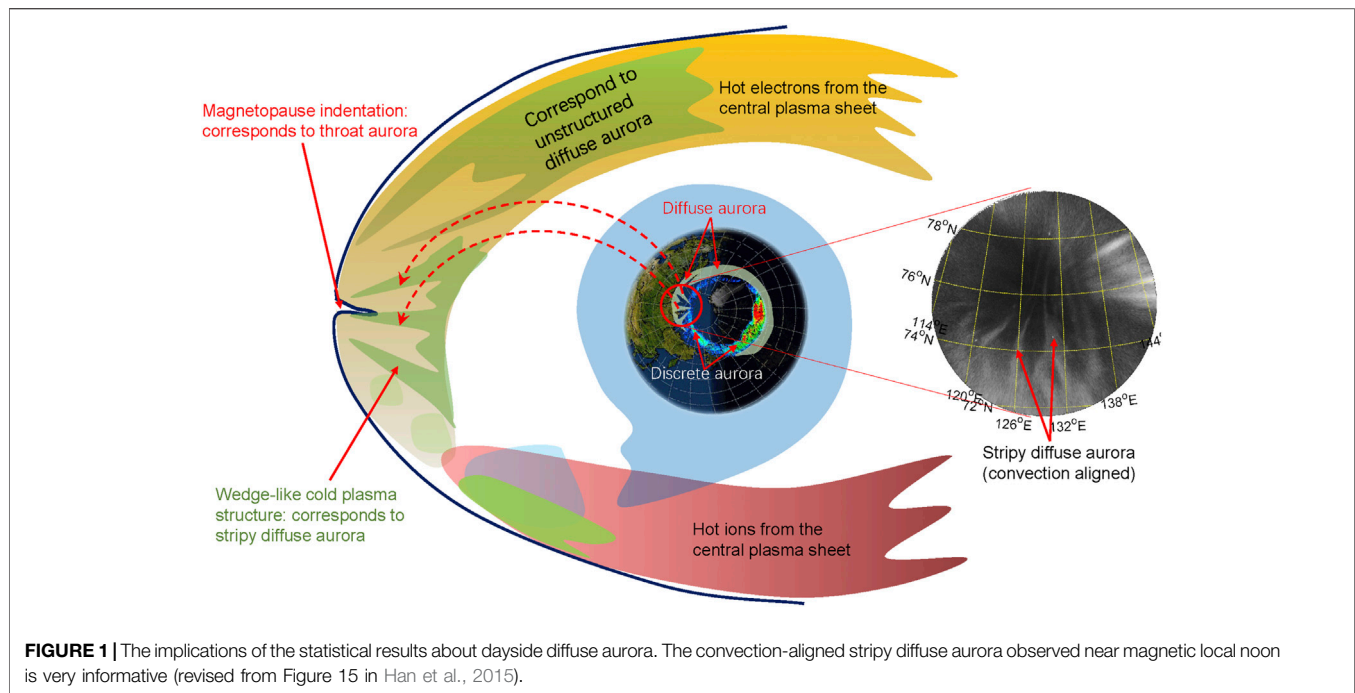 Magnetopause indentation:
corresponds to throat aurora
Correspond to
unstructured
diffuse aurora
Hot electrons from the
central plasma sheet
Diffuse aurora
Discrete aurora
78°N
76°N
114°E
74°N
120°E
72°N
126°E
132°E
138°E
144
Stripy diffuse aurora
(convection aligned)
Wedge-like cold plasma
structure: corresponds to
stripy diffuse aurora
Hot ions from the
central plasma sheet
FIGURE 1 | The implications of the statistical results about dayside diffuse aurora. The convection-aligned stripy diffuse aurora observed near magnetic local noon
is very informative (revised from Figure 15 in Han et al., 2015).